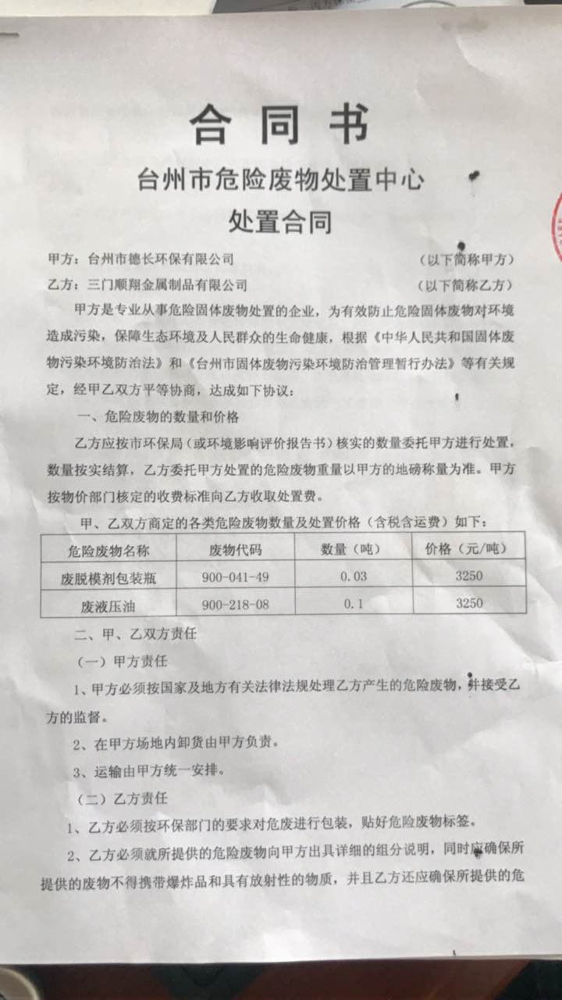 合同书
台州市危险废物处置中心
处置合同
甲方：台州市德长环保有限公司 （以下简称甲方）
乙方：三门顺翔金属制品有限公司 （以下简称乙方）
甲方是专业从事危险固体废物处置的企业，为有效防止危险固体废物对环境
造成污染，保障生态环境及人民群众的生命健康，根据《中华人民共和国固体废
物污染环境防治法》和《台州市固体废物污染环境防治管理暂行办法》等有关规
定，经甲乙双方平等协商，达成如下协议：
一、危险废物的数量和价格
乙方应按市环保局（或环境影响评价报告书）核实的数量委托甲方进行处置，
数量按实结算，乙方委托甲方处置的危险废物重量以甲方的地磅称量为准。甲方
按物价部门核定的收费标准向乙方收取处置费。
甲、乙双方商定的各类危险废物数量及处置价格（含税含运费）如下：
危险废物名称 废物代码 数量（吨） 价格（元/吨）
废脱模剂包装瓶 900-041-49 0.03 3250
废液压油 900-218-08 0.1 3250
二、甲、乙双方责任
（一）甲方责任
1、甲方必须按国家及地方有关法律法规处理乙方产生的危险废物，并接受乙
方的监督。
2、在甲方场地内卸货由甲方负责。
3、运输由甲方统一安排。
（二）乙方责任
1、乙方必须按环保部门的要求对危废进行包装，贴好危险废物标签。
2、乙方必须就所提供的危险废物向甲方出具详细的组分说明，同时应确保所
提供的废物不得携带爆炸品和具有放射性的物质，并且乙方还应确保所提供的危